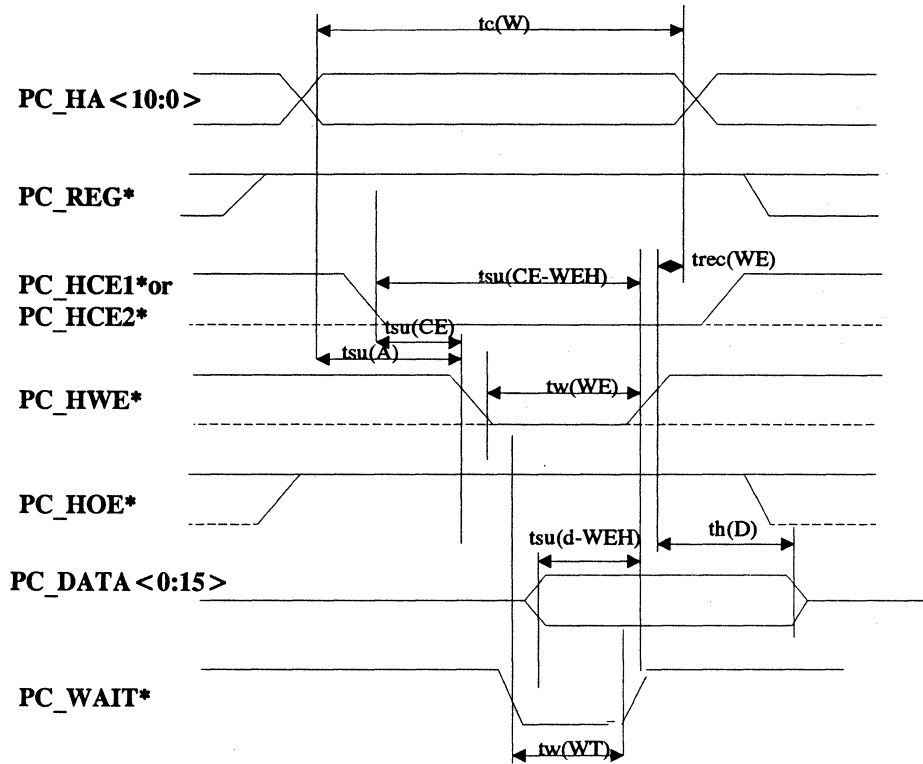 tc(W)
PC_HA<10:0>
PC_REG*
trec(WE)
PC_HCE1*or
tsu(CE-WEH)
PC_HCE2*
tsu(CE)
tsu(A)
PC_HWE*
tw(WE)
PC_HOE*
tsu(d-WEH)
th(D)
PC_DATA<0:15>
PC_WAIT*
tw(WT)